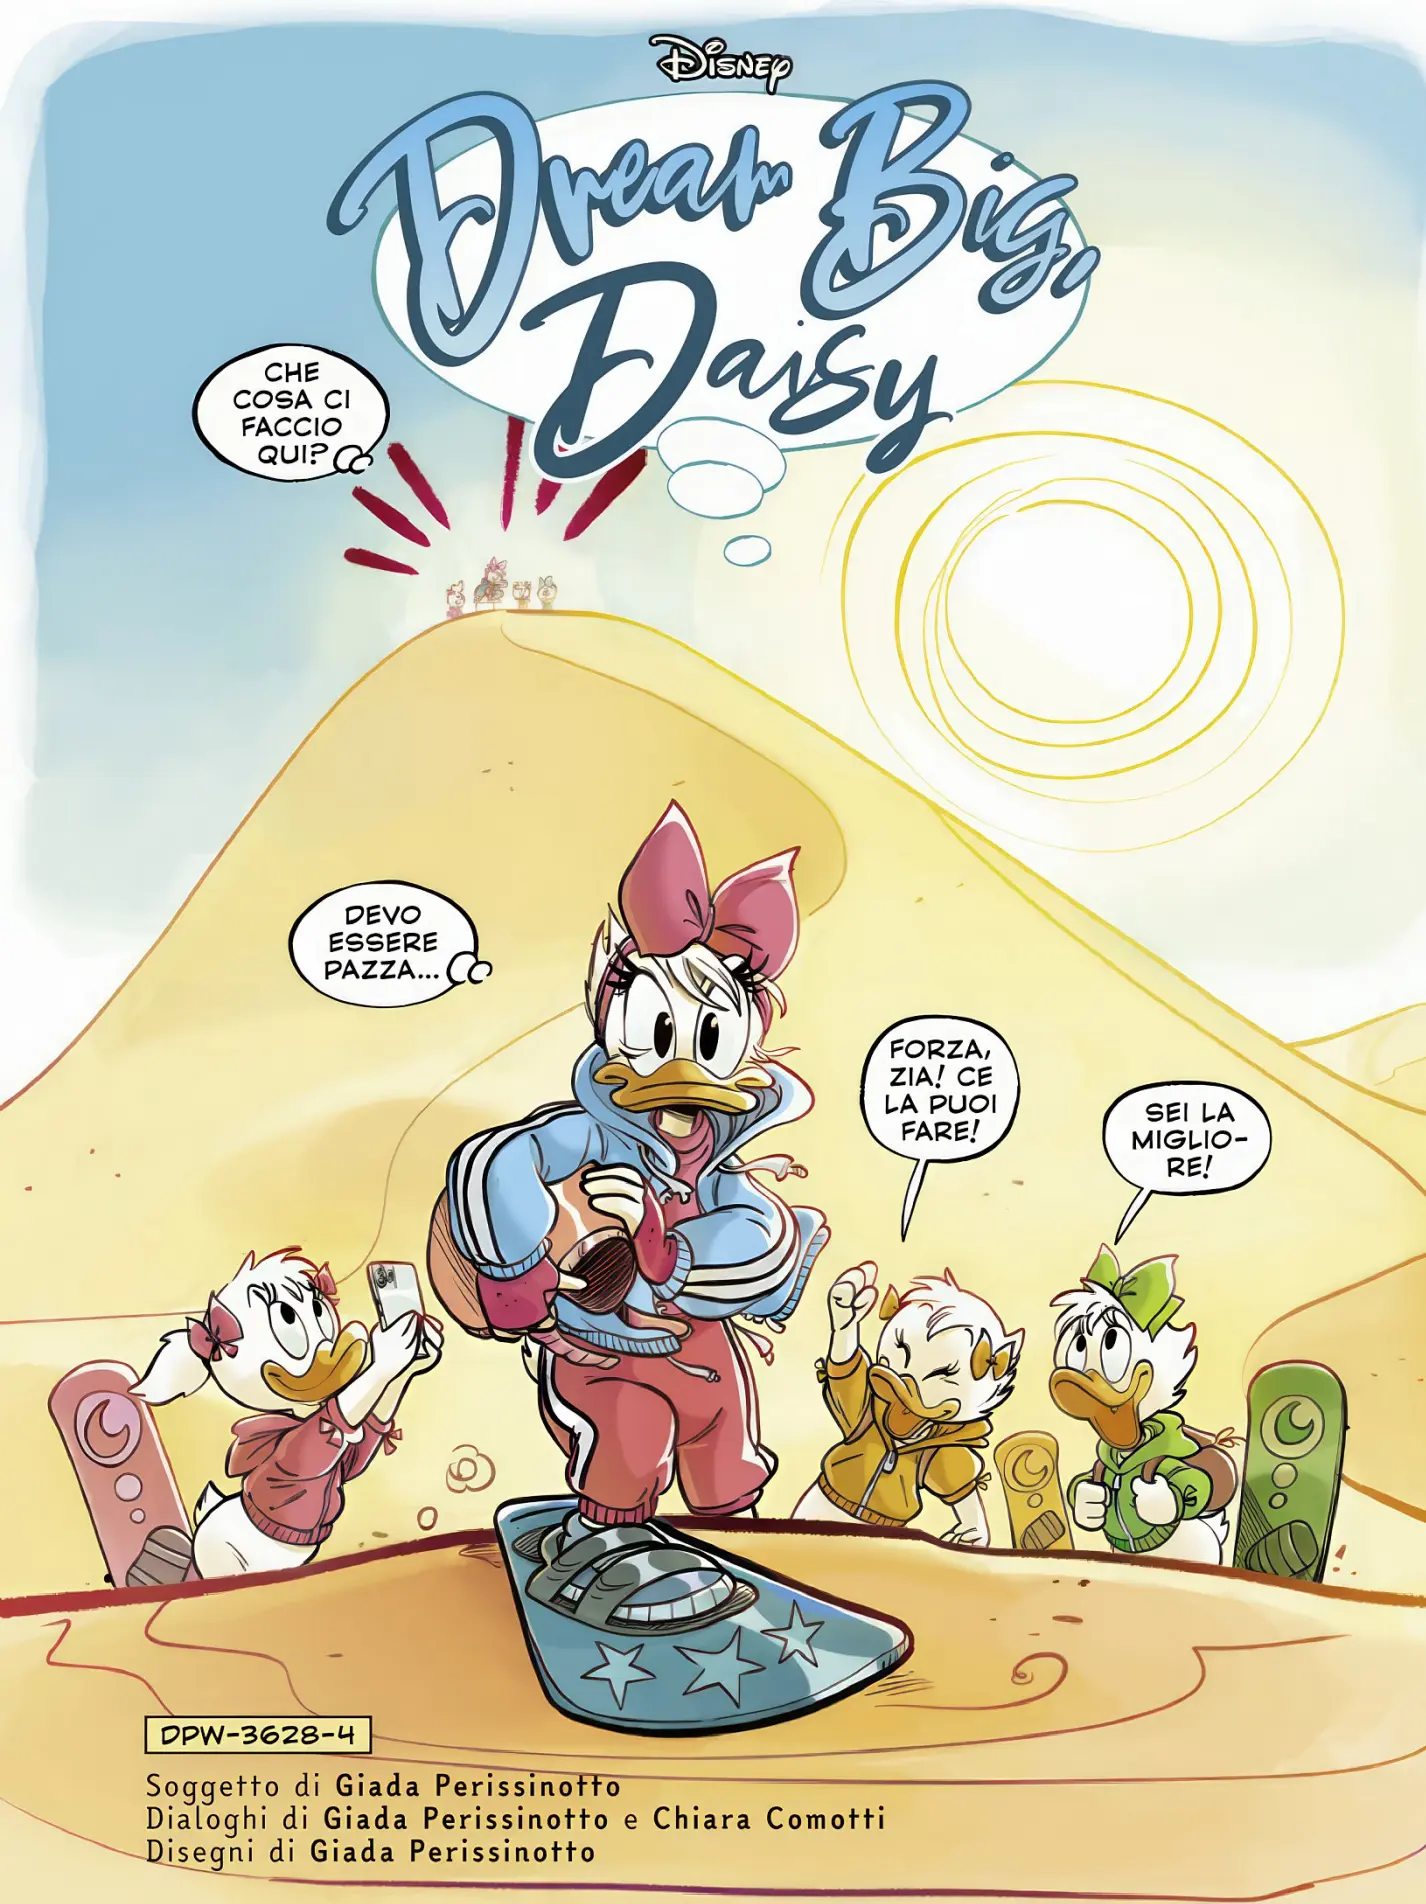 Disney
Dream Big,
Daisy
CHE
COSA CI
FACCIO
QUI?
DEVO
ESSERE
PAZZA...
FORZA,
ZIA! CE
LA PUOI
FARE!
SEI LA
MIGLIO-
RE!
DPW-3628-4
Soggetto di Giada Perissinotto
Dialoghi di Giada Perissinotto e Chiara Comotti
Disegni di Giada Perissinotto